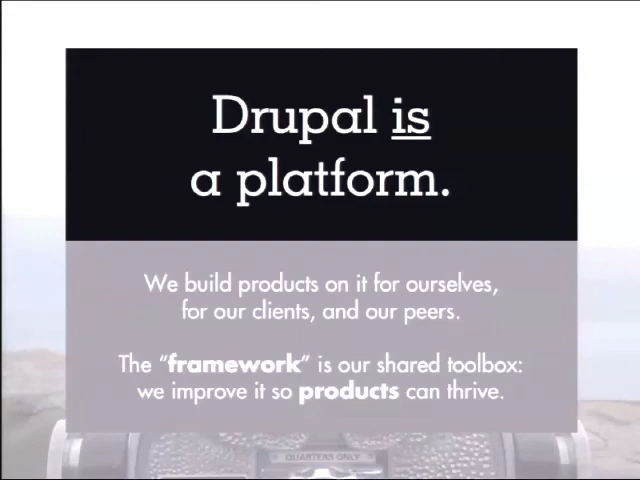 Drupal is
a platform.
We build products on it for ourselves,
for our clients, and our peers.
The “framework” is our shared toolbox:
we improve it so products can thrive.
QUARTERS ONLY